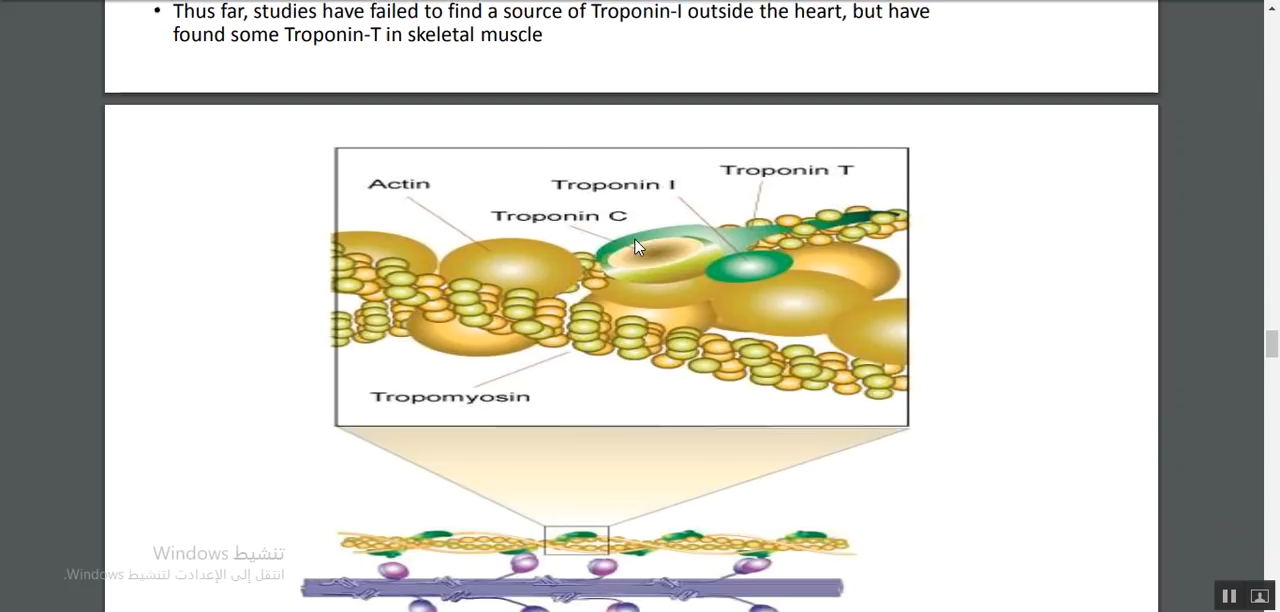 • Thus far, studies have failed to find a source of Troponin-I outside the heart, but have
found some Troponin-T in skeletal muscle
Troponin T
Actin
Troponin I
Troponin C
Tropomyosin
تنشيط Windows
انتقل إلى الإعدادت لتنشيط Windows.